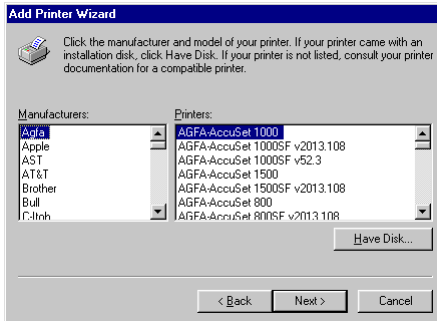 Add Printer Wizard
Click the manufacturer and model of your printer. If your printer came with an
installation disk, click Have Disk. If your printer is not listed, consult your printer
documentation for a compatible printer.
Manufacturers:
Agfa
Apple
AST
AT&T
Brother
Bull
C-Itoh
Printers:
AGFA-AccuSet 1000
AGFA-AccuSet 1000SF v2013.108
AGFA-AccuSet 1000SF v52.3
AGFA-AccuSet 1500
AGFA-AccuSet 1500SF v2013.108
AGFA-AccuSet 800
AGFA-AccuSet 800SF v2013.108
Have Disk...
< Back
Next >
Cancel